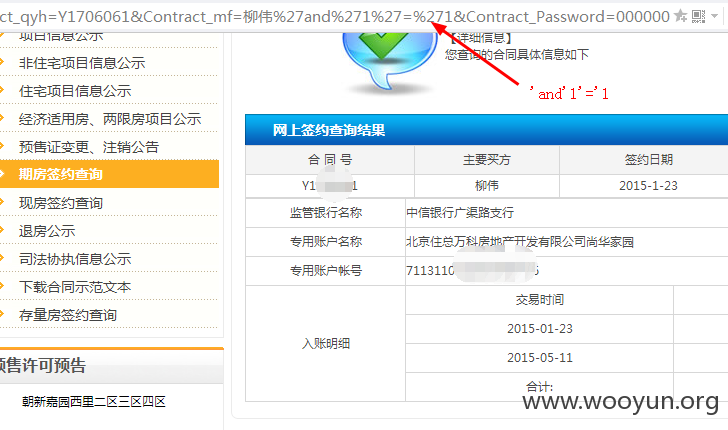 ct_qyh=Y1706061&Contract_mf=柳伟%27and%271%27=%271&Contract_Password=000000
项目信息公示
非住宅项目信息公示
住宅项目信息公示
经济适用房、两限房项目公示
预售证变更、注销公告
期房签约查询
现房签约查询
退房公示
司法协执信息公示
下载合同示范文本
存量房签约查询
预售许可预告
朝新嘉园西里二区三区四区
【详细信息】
您查询的合同具体信息如下
'and'1'='1
网上签约查询结果
合 同 号 主要买方 签约日期
Y1 1 柳伟 2015-1-23
监管银行名称 中信银行广渠路支行
专用账户名称 北京住总万科房地产开发有限公司尚华家园
专用账户帐号 7113110
入账明细
交易时间
2015-01-23
2015-05-11
合计:
www.wooyun.org